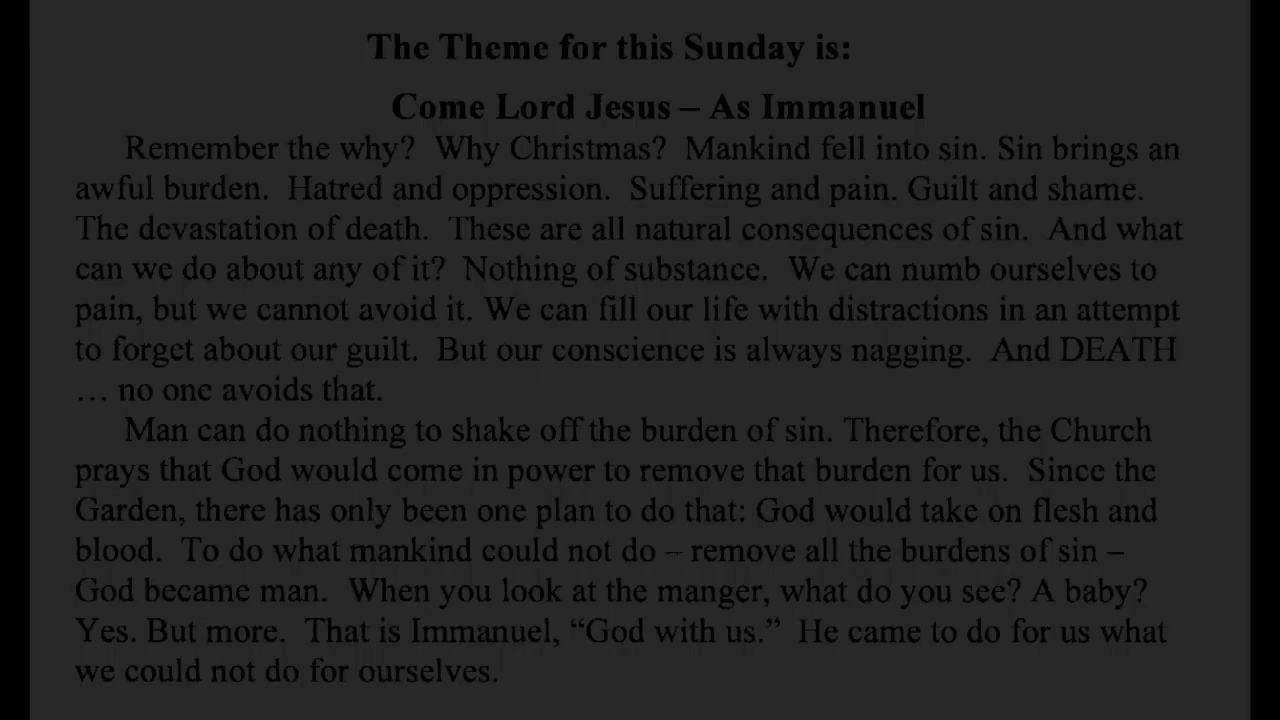 The Theme for this Sunday is:
Come Lord Jesus – As Immanuel
Remember the why? Why Christmas? Mankind fell into sin. Sin brings an
awful burden. Hatred and oppression. Suffering and pain. Guilt and shame.
The devastation of death. These are all natural consequences of sin. And what
can we do about any of it? Nothing of substance. We can numb ourselves to
pain, but we cannot avoid it. We can fill our life with distractions in an attempt
to forget about our guilt. But our conscience is always nagging. And DEATH
… no one avoids that.
Man can do nothing to shake off the burden of sin. Therefore, the Church
prays that God would come in power to remove that burden for us. Since the
Garden, there has only been one plan to do that: God would take on flesh and
blood. To do what mankind could not do – remove all the burdens of sin –
God became man. When you look at the manger, what do you see? A baby?
Yes. But more. That is Immanuel, “God with us.” He came to do for us what
we could not do for ourselves.